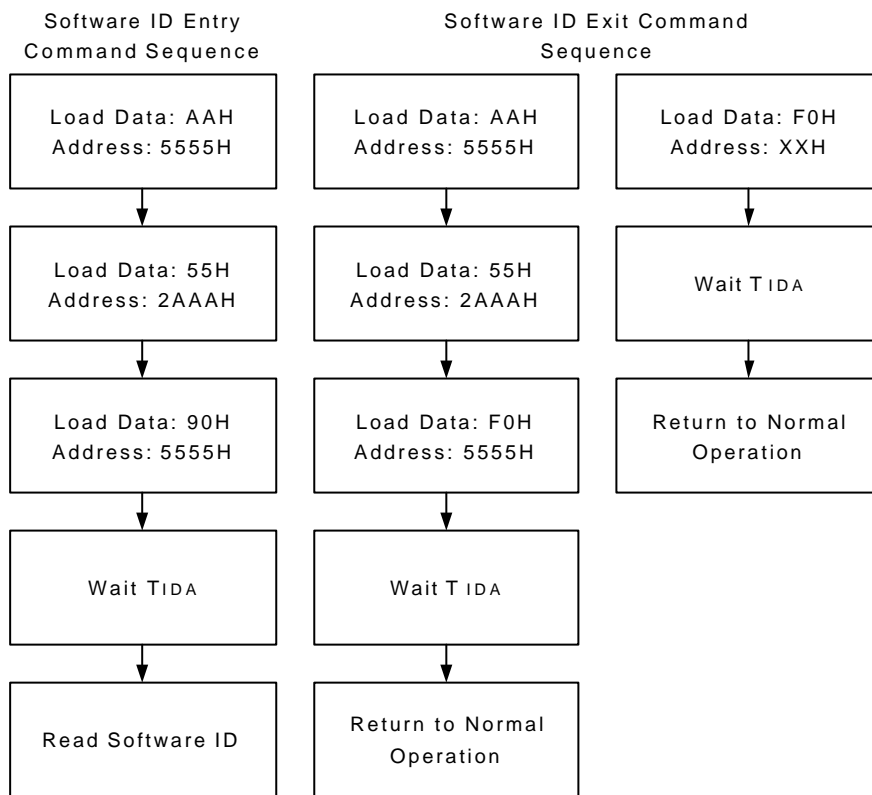 Software ID Entry
Command Sequence
Load Data: AAH
Address: 5555H
Load Data: 55H
Address: 2AAAH
Load Data: 90H
Address: 5555H
Wait TIDA
Read Software ID
Software ID Exit Command
Sequence
Load Data: AAH
Address: 5555H
Load Data: 55H
Address: 2AAAH
Load Data: F0H
Address: 5555H
Wait T IDA
Return to Normal
Operation
Load Data: F0H
Address: XXH
Wait T IDA
Return to Normal
Operation